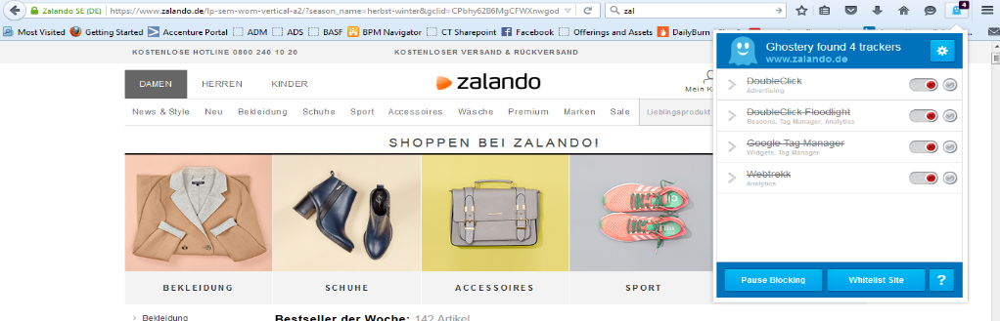 Zalando SE (DE) https://www.zalando.de/lp-sem-wom-vertical-a2/?season_name=herbst-winter&gclid=CPbhy62B6MgCFWXnwgod zal 4
Most Visited Getting Started Accenture Portal ADM ADS BASF BPM Navigator CT Sharepoint Facebook Offerings and Assets DailyBurn
KOSTENLOSE HOTLINE 0800 240 10 20 KOSTENLOSER VERSAND & RÜCKVERSAND
Ghostery found 4 trackers
www.zalando.de
DAMEN HERREN KINDER zalando
Mein K
News & Style Neu Bekleidung Schuhe Sport Accessoires Wäsche Premium Marken Sale Lieblingsprodukt
SHOPPEN BEI ZALANDO!
DoubleClick
Advertising
DoubleClick Floodlight
Beacons, Tag Manager, Analytics
Google Tag Manager
Widgets, Tag Manager
Webtrekk
Analytics
Pause Blocking Whitelist Site ?
BEKLEIDUNG SCHUHE ACCESSOIRES SPORT
Bekleidung Bestseller der Woche: 142 Artikel